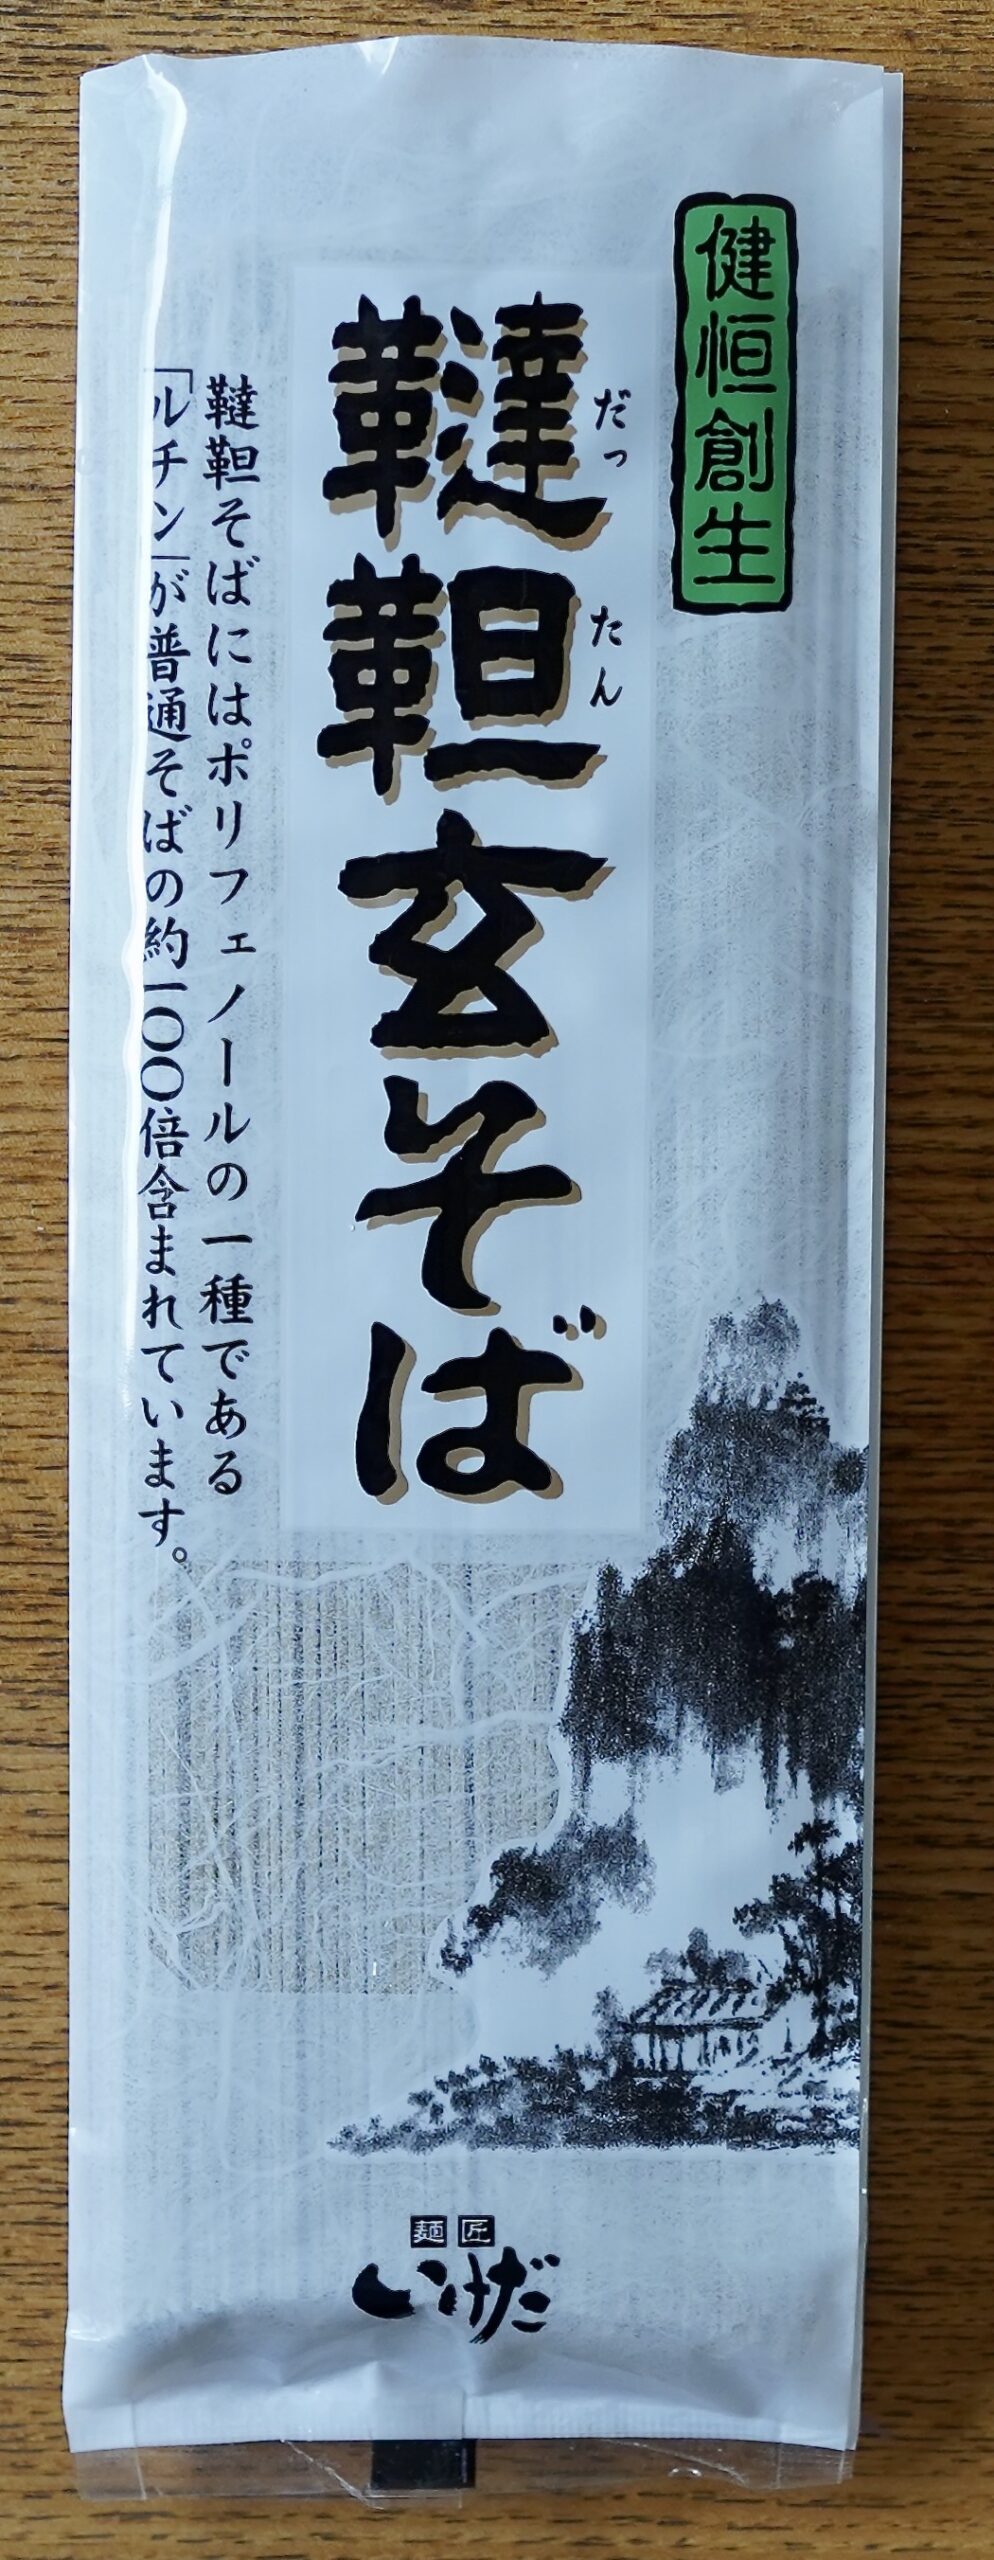 健恒創生
韃靼玄そば
だっ
たん
韃靼そばにはポリフェノールの一種である
「ルチン」が普通そばの約一〇〇倍含まれています。
麺匠
いけだ